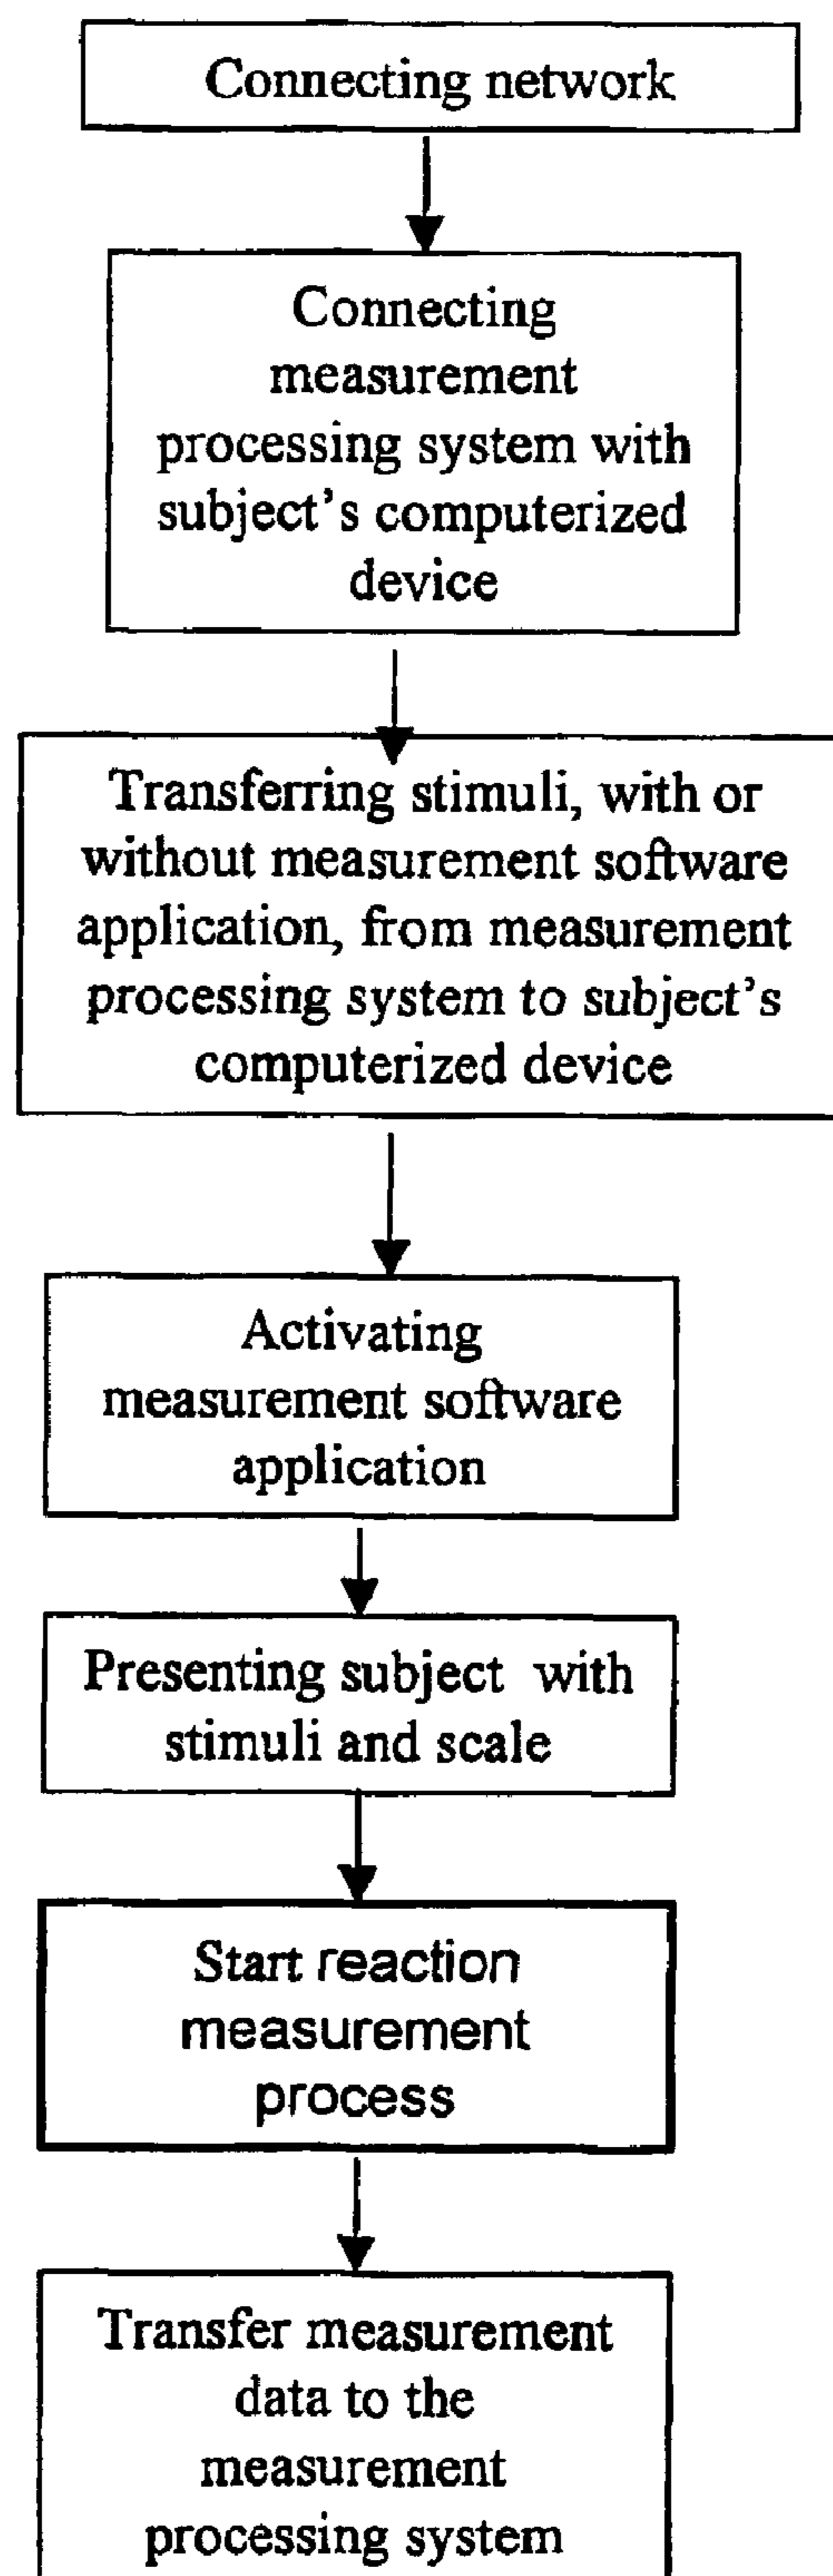 Connecting network
Connecting
measurement
processing system with
subject's computerized
device
Transferring stimuli, with or
without measurement software
application, from measurement
processing system to subject's
computerized device
Activating
measurement software
application
Presenting subject with
stimuli and scale
Start reaction
measurement
process
Transfer measurement
data to the
measurement
processing system